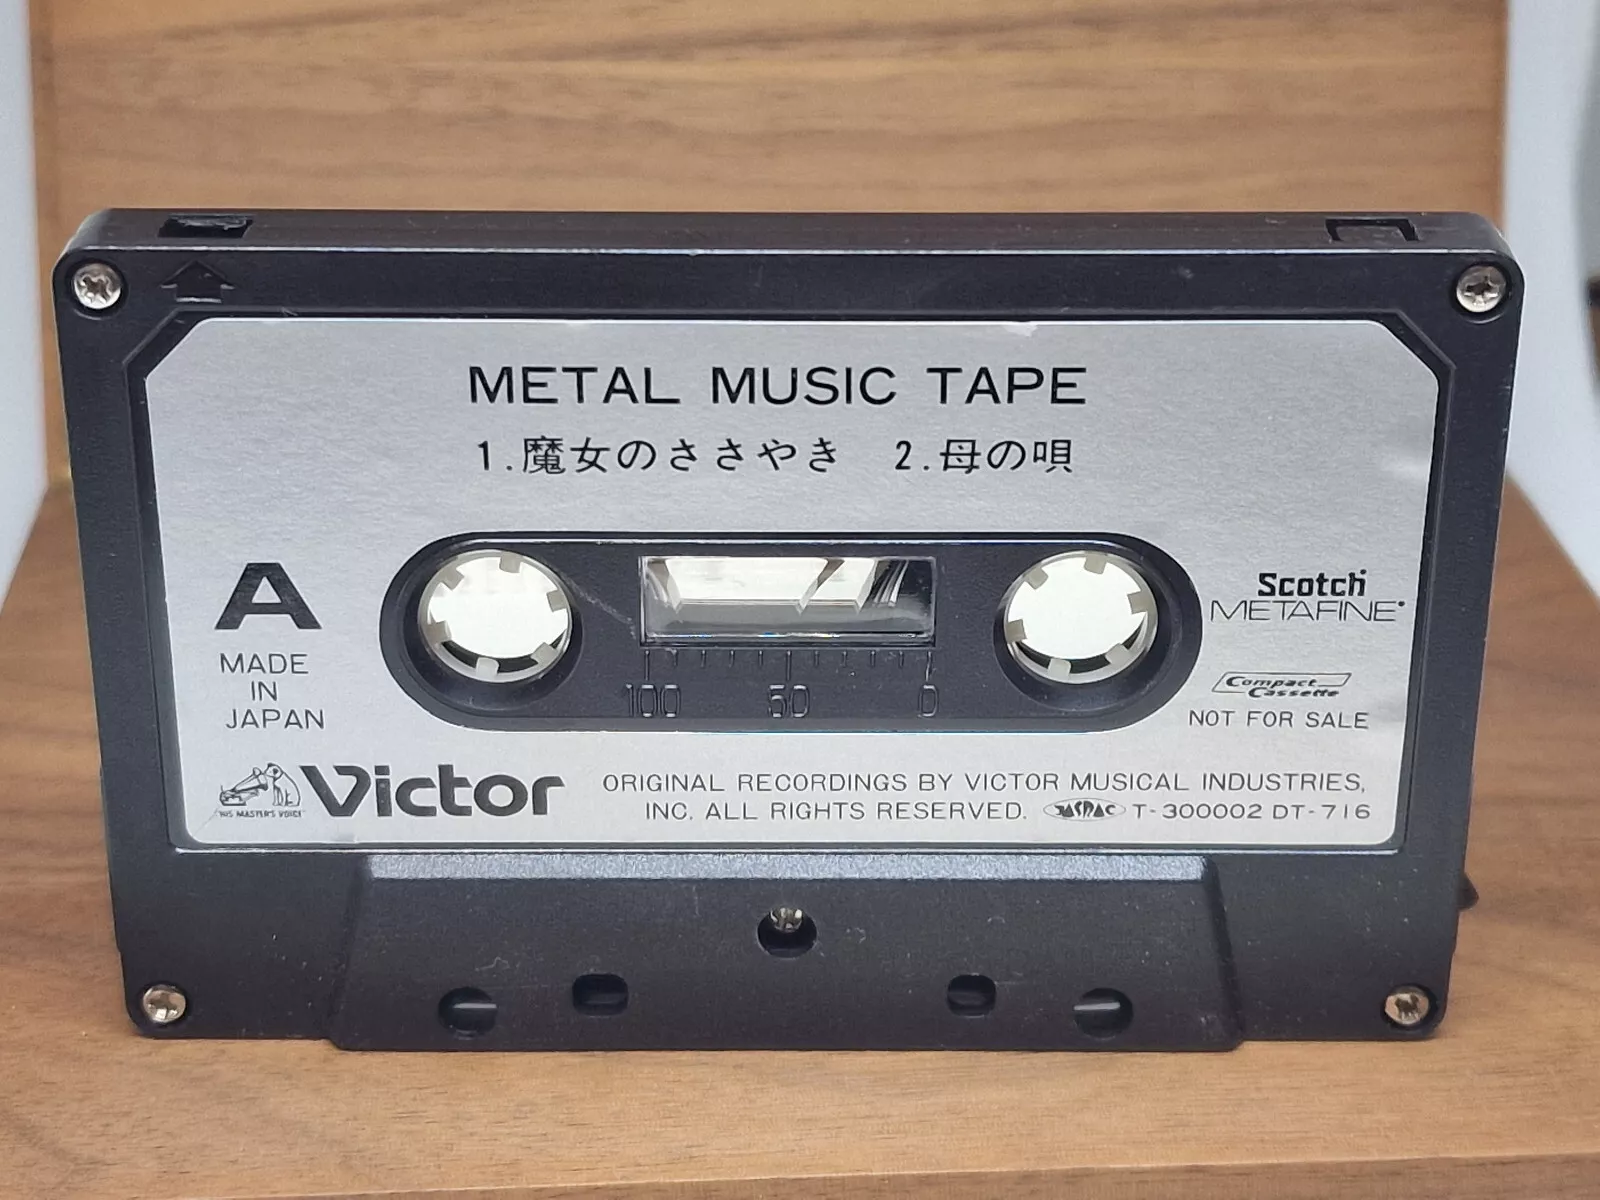 METAL MUSIC TAPE
1.魔女のささやき 2.母の唄
A
MADE
IN
JAPAN
100 50 0
Scotch
METAFINE
Compact
Cassette
NOT FOR SALE
"HIS MASTER'S VOICE"
Victor
ORIGINAL RECORDINGS BY VICTOR MUSICAL INDUSTRIES,
INC. ALL RIGHTS RESERVED. JASRAC T-300002 DT-716